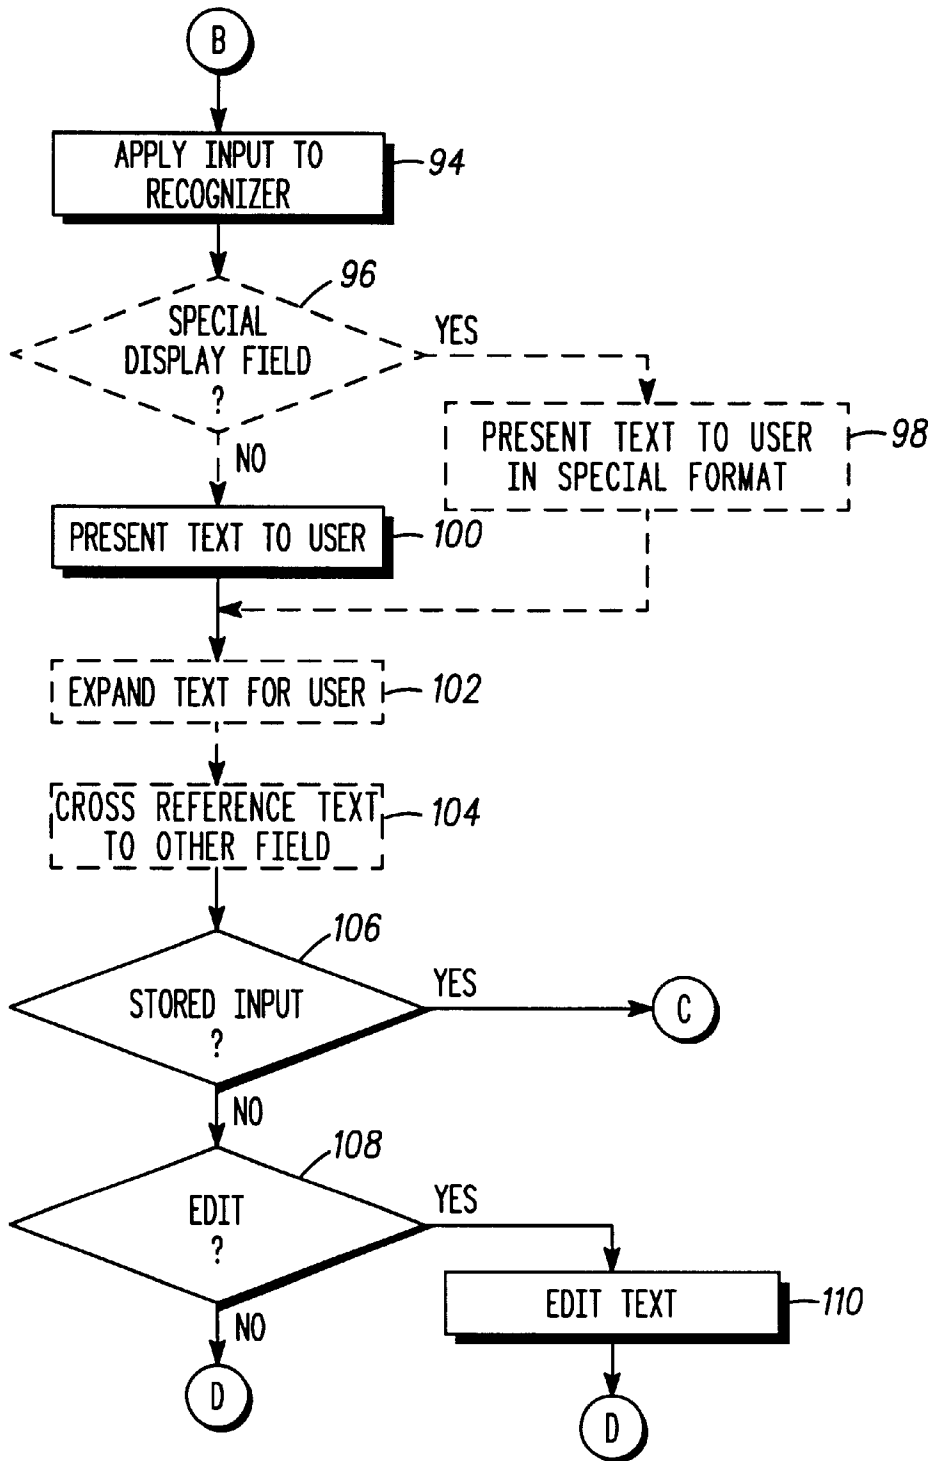 B
APPLY INPUT TO
RECOGNIZER
94
96
SPECIAL
DISPLAY FIELD
?
YES
NO
PRESENT TEXT TO USER
IN SPECIAL FORMAT
98
PRESENT TEXT TO USER
100
EXPAND TEXT FOR USER
102
CROSS REFERENCE TEXT
TO OTHER FIELD
104
106
STORED INPUT
?
YES
C
NO
108
EDIT
?
YES
EDIT TEXT
110
NO
D
D